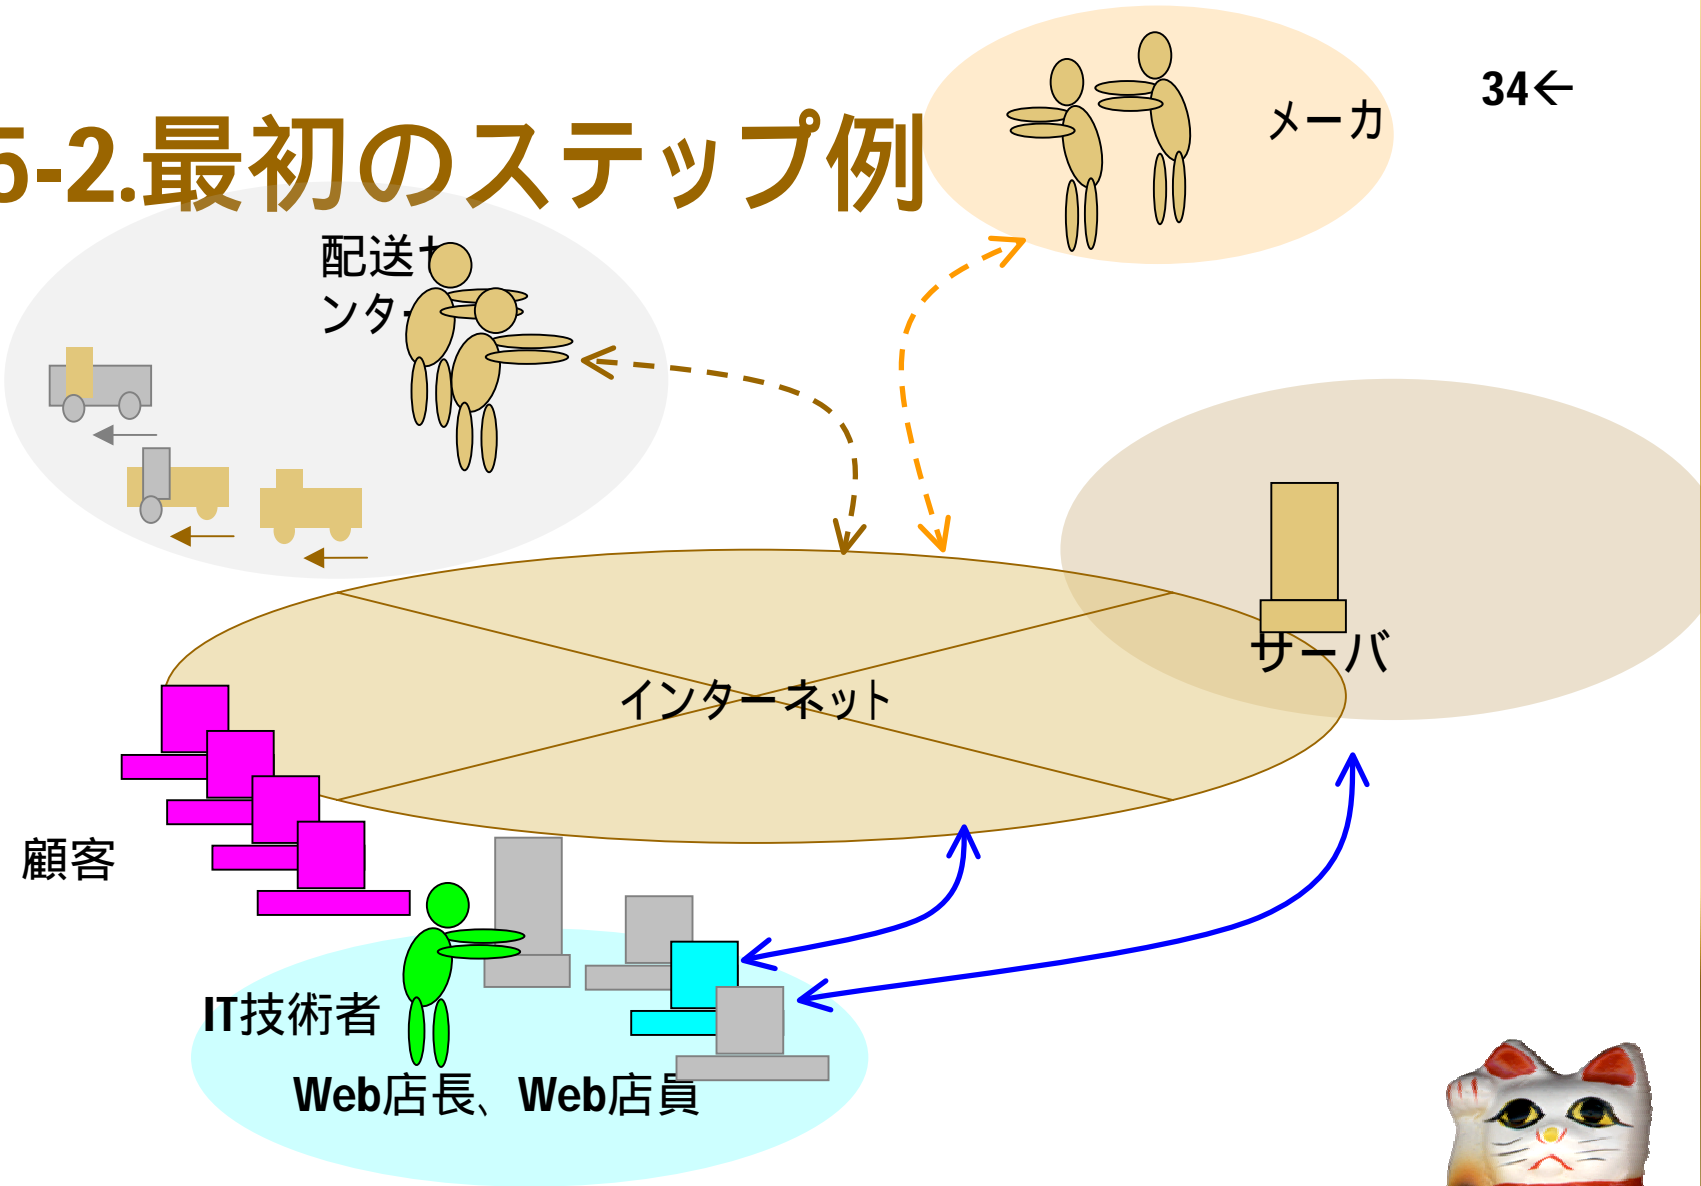 34←
5-2.最初のステップ例
メーカ
配送セ
ンター
サーバ
インターネット
顧客
IT技術者
Web店長、Web店員